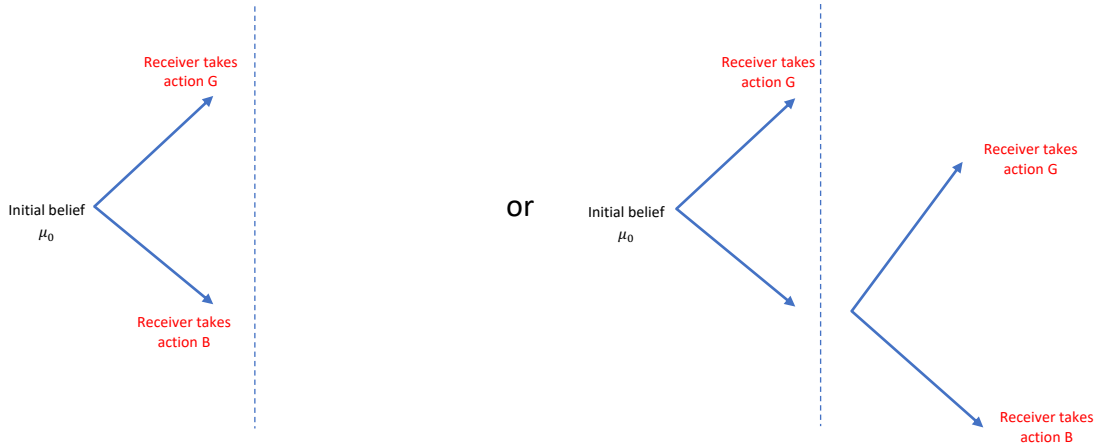 Receiver takes
action G
Initial belief
μ₀
Receiver takes
action B
or
Receiver takes
action G
Initial belief
μ₀
Receiver takes
action G
Receiver takes
action B